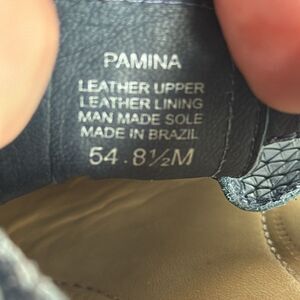 PAMINA
LEATHER UPPER
LEATHER LINING
MAN MADE SOLE
MADE IN BRAZIL
54.8½M